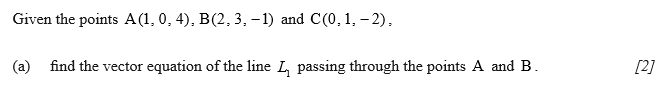 Given the points A(1, 0, 4), B(2, 3, −1) and C(0, 1, − 2),
(a) find the vector equation of the line L₁ passing through the points A and B. [2]